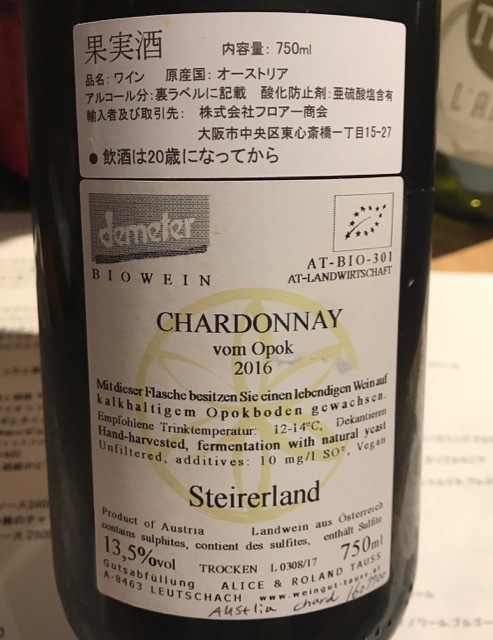 果実酒 内容量: 750ml
品名: ワイン 原産国: オーストリア
アルコール分: 裏ラベルに記載 酸化防止剤: 亜硫酸塩含有
輸入者及び取引先: 株式会社フロアー商会
大阪市中央区東心斎橋一丁目15-27
● 飲酒は20歳になってから
demeter
BIOWEIN
AT-BIO-301
AT-LANDWIRTSCHAFT
CHARDONNAY
vom Opok
2016
Mit dieser Flasche besitzen Sie einen lebendigen Wein auf
kalkhaltigem Opokboden gewachsen.
Empfohlene Trinktemperatur: 12-14°C, Dekantieren
Hand-harvested, fermentation with natural yeast
Unfiltered, additives: 10 mg/l SO², Vegan
Steirerland
Product of Austria Landwein aus Österreich
contains sulphites, contient des sulfites, enthält Sulfite
13,5%vol TROCKEN L 0308/17 750ml
Gutsabfüllung ALICE & ROLAND TAUSS
A-8463 LEUTSCHACH www.weingut-tauss.at
chard